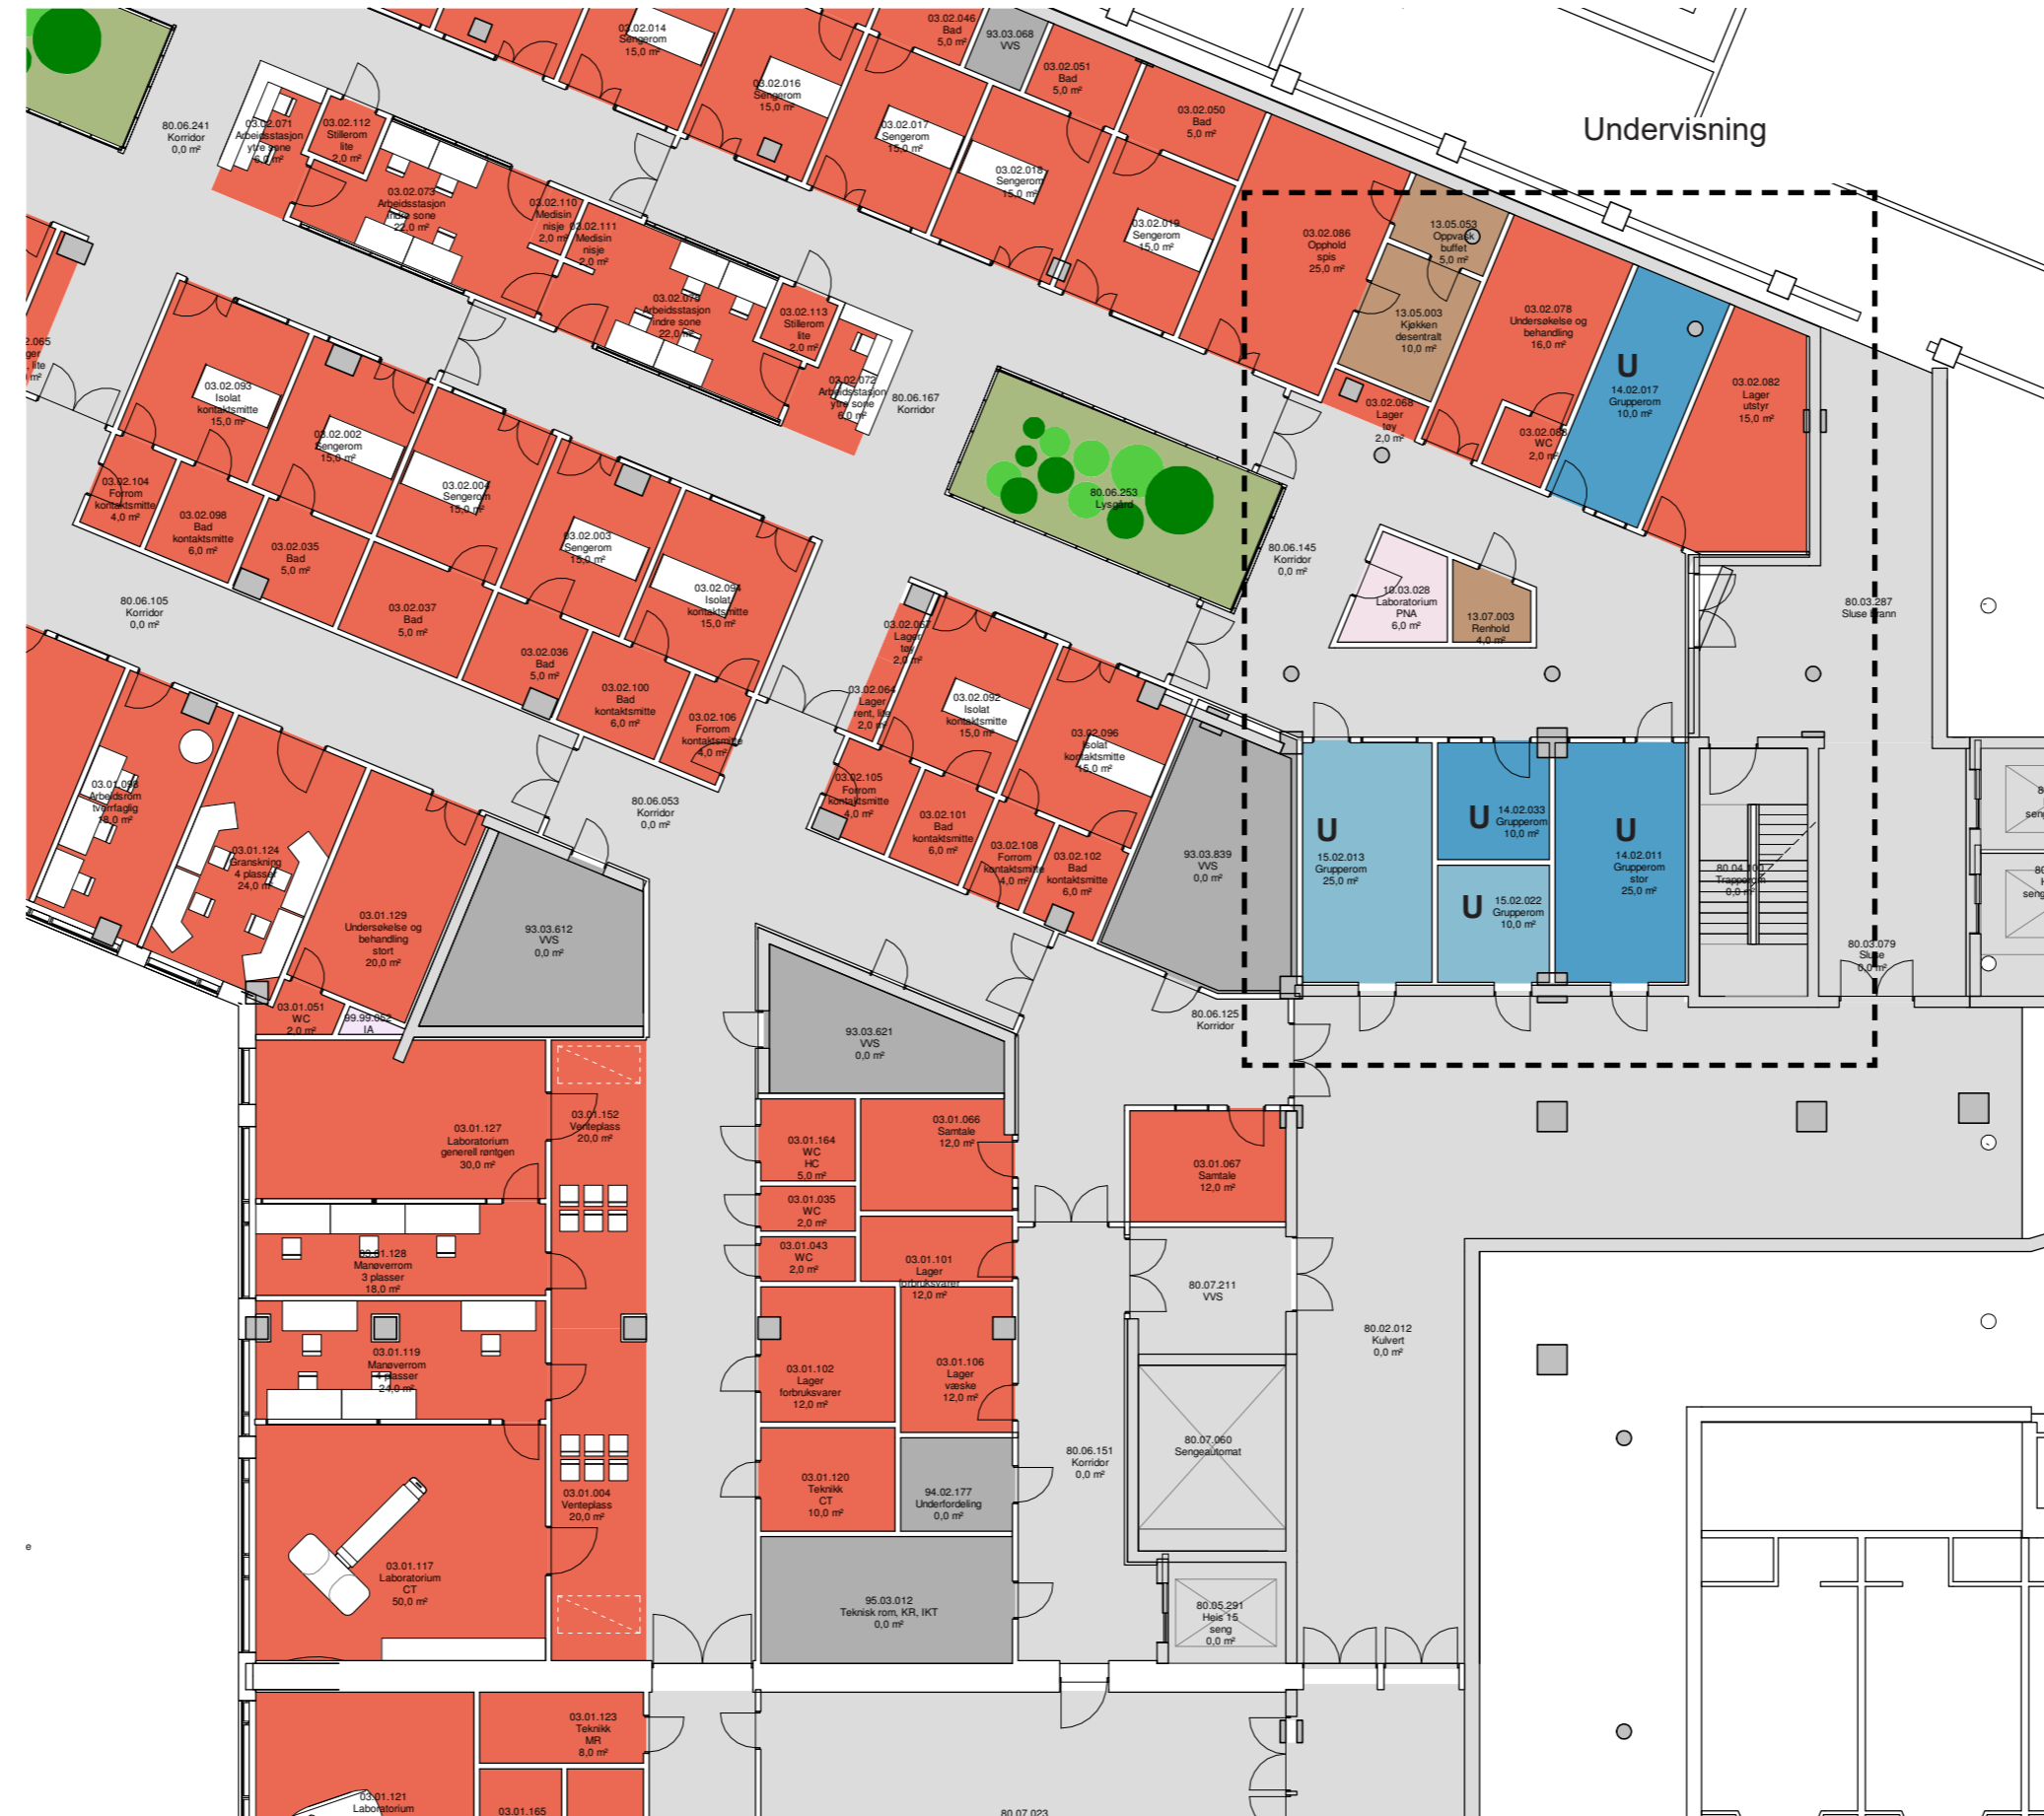 03.02.014
Sengerom
15,0 m²
03.02.046
Bad
5,0 m²
93.03.068
VVS
03.02.016
Sengerom
15,0 m²
03.02.051
Bad
5,0 m²
03.02.050
Bad
5,0 m²
Undervisning
80.06.241
Korridor
0,0 m²
03.02.071
Arbeidsstasjon
ytre sone
6,0 m²
03.02.112
Stillerom
lite
2,0 m²
03.02.017
Sengerom
15,0 m²
03.02.018
Sengerom
15,0 m²
03.02.073
Arbeidsstasjon
indre sone
22,0 m²
03.02.110
Medisin
nisje
2,0 m²
03.02.111
Medisin
nisje
2,0 m²
03.02.019
Sengerom
15,0 m²
03.02.086
Opphold
spis
25,0 m²
13.05.053
Oppvask
buffet
5,0 m²
Arbeidsstasjon
indre sone
22,0 m²
03.02.113
Stillerom
lite
2,0 m²
13.05.003
Kjøkken
desentralt
10,0 m²
03.02.078
Undersøkelse og
behandling
16,0 m²
U
14.02.017
Grupperom
10,0 m²
03.02.082
Lager
utstyr
15,0 m²
03.02.072
Arbeidsstasjon
ytre sone
6,0 m²
80.06.167
Korridor
03.02.068
Lager
tøy
2,0 m²
WC
2,0 m²
03.02.093
Isolat
kontaktsmitte
15,0 m²
03.02.002
Sengerom
15,0 m²
03.02.004
Sengerom
15,0 m²
03.02.003
Sengerom
15,0 m²
03.02.094
Isolat
kontaktsmitte
15,0 m²
03.02.104
Forrom
kontaktsmitte
4,0 m²
03.02.098
Bad
kontaktsmitte
6,0 m²
03.02.035
Bad
5,0 m²
03.02.037
Bad
5,0 m²
03.02.036
Bad
5,0 m²
03.02.100
Bad
kontaktsmitte
6,0 m²
03.02.106
Forrom
kontaktsmitte
4,0 m²
80.06.253
Lysgård
80.06.145
Korridor
0,0 m²
10.03.028
Laboratorium
PNA
6,0 m²
13.07.003
Renhold
4,0 m²
80.03.287
Sluse brann
80.06.105
Korridor
0,0 m²
03.02.067
Lager
tøy
2,0 m²
03.02.064
Lager
rent, lite
2,0 m²
03.02.092
Isolat
kontaktsmitte
15,0 m²
03.02.096
Isolat
kontaktsmitte
15,0 m²
03.02.105
Forrom
kontaktsmitte
4,0 m²
03.02.101
Bad
kontaktsmitte
6,0 m²
03.02.108
Forrom
kontaktsmitte
4,0 m²
03.02.102
Bad
kontaktsmitte
6,0 m²
93.03.839
VVS
0,0 m²
U
15.02.013
Grupperom
25,0 m²
U
14.02.033
Grupperom
10,0 m²
U
15.02.022
Grupperom
10,0 m²
U
14.02.011
Grupperom
stor
25,0 m²
Trapperom
0,0 m²
80.03.079
Sluse
0,0 m²
03.01.098
Arbeidsrom
tverrfaglig
18,0 m²
03.01.124
Granskning
4 plasser
24,0 m²
03.01.129
Undersøkelse og
behandling
stort
20,0 m²
80.06.053
Korridor
0,0 m²
93.03.612
VVS
0,0 m²
03.01.051
WC
2,0 m²
IA
80.06.125
Korridor
93.03.621
VVS
0,0 m²
03.01.127
Laboratorium
generell røntgen
30,0 m²
03.01.152
Venteplass
20,0 m²
03.01.164
WC
HC
5,0 m²
03.01.066
Samtale
12,0 m²
03.01.067
Samtale
12,0 m²
03.01.035
WC
2,0 m²
03.01.043
WC
2,0 m²
03.01.101
Lager
forbruksvarer
12,0 m²
03.01.128
Manøverrom
3 plasser
18,0 m²
80.07.211
VVS
80.02.012
Kulvert
0,0 m²
03.01.119
Manøverrom
4 plasser
24,0 m²
03.01.102
Lager
forbruksvarer
12,0 m²
03.01.106
Lager
væske
12,0 m²
80.07.060
Sengeautomat
80.06.151
Korridor
0,0 m²
03.01.120
Teknikk
CT
10,0 m²
94.02.177
Underfordeling
0,0 m²
03.01.004
Venteplass
20,0 m²
03.01.117
Laboratorium
CT
50,0 m²
95.03.012
Teknisk rom, KR, IKT
0,0 m²
80.05.291
Heis 15
seng
0,0 m²
03.01.123
Teknikk
MR
8,0 m²
03.01.121
Laboratorium
03.01.165
80.07.023